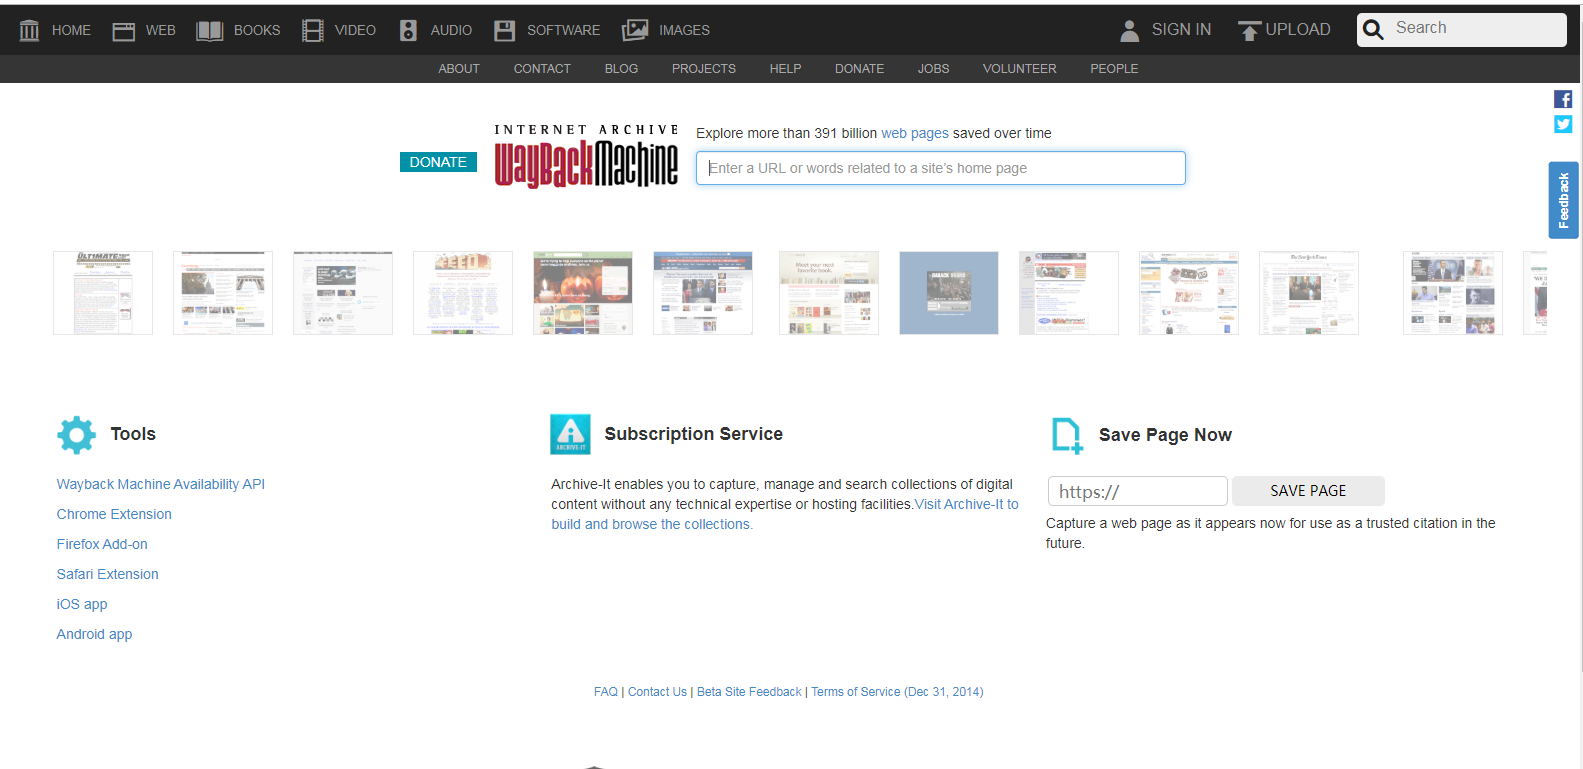 HOME WEB BOOKS VIDEO AUDIO SOFTWARE IMAGES SIGN IN UPLOAD Search
ABOUT CONTACT BLOG PROJECTS HELP DONATE JOBS VOLUNTEER PEOPLE
INTERNET ARCHIVE
WayBackMachine
DONATE
Explore more than 391 billion web pages saved over time
Enter a URL or words related to a site's home page
Feedback
Tools
Wayback Machine Availability API
Chrome Extension
Firefox Add-on
Safari Extension
iOS app
Android app
ARCHIVE-IT
Subscription Service
Archive-It enables you to capture, manage and search collections of digital
content without any technical expertise or hosting facilities.Visit Archive-It to
build and browse the collections.
Save Page Now
https:// SAVE PAGE
Capture a web page as it appears now for use as a trusted citation in the
future.
FAQ | Contact Us | Beta Site Feedback | Terms of Service (Dec 31, 2014)